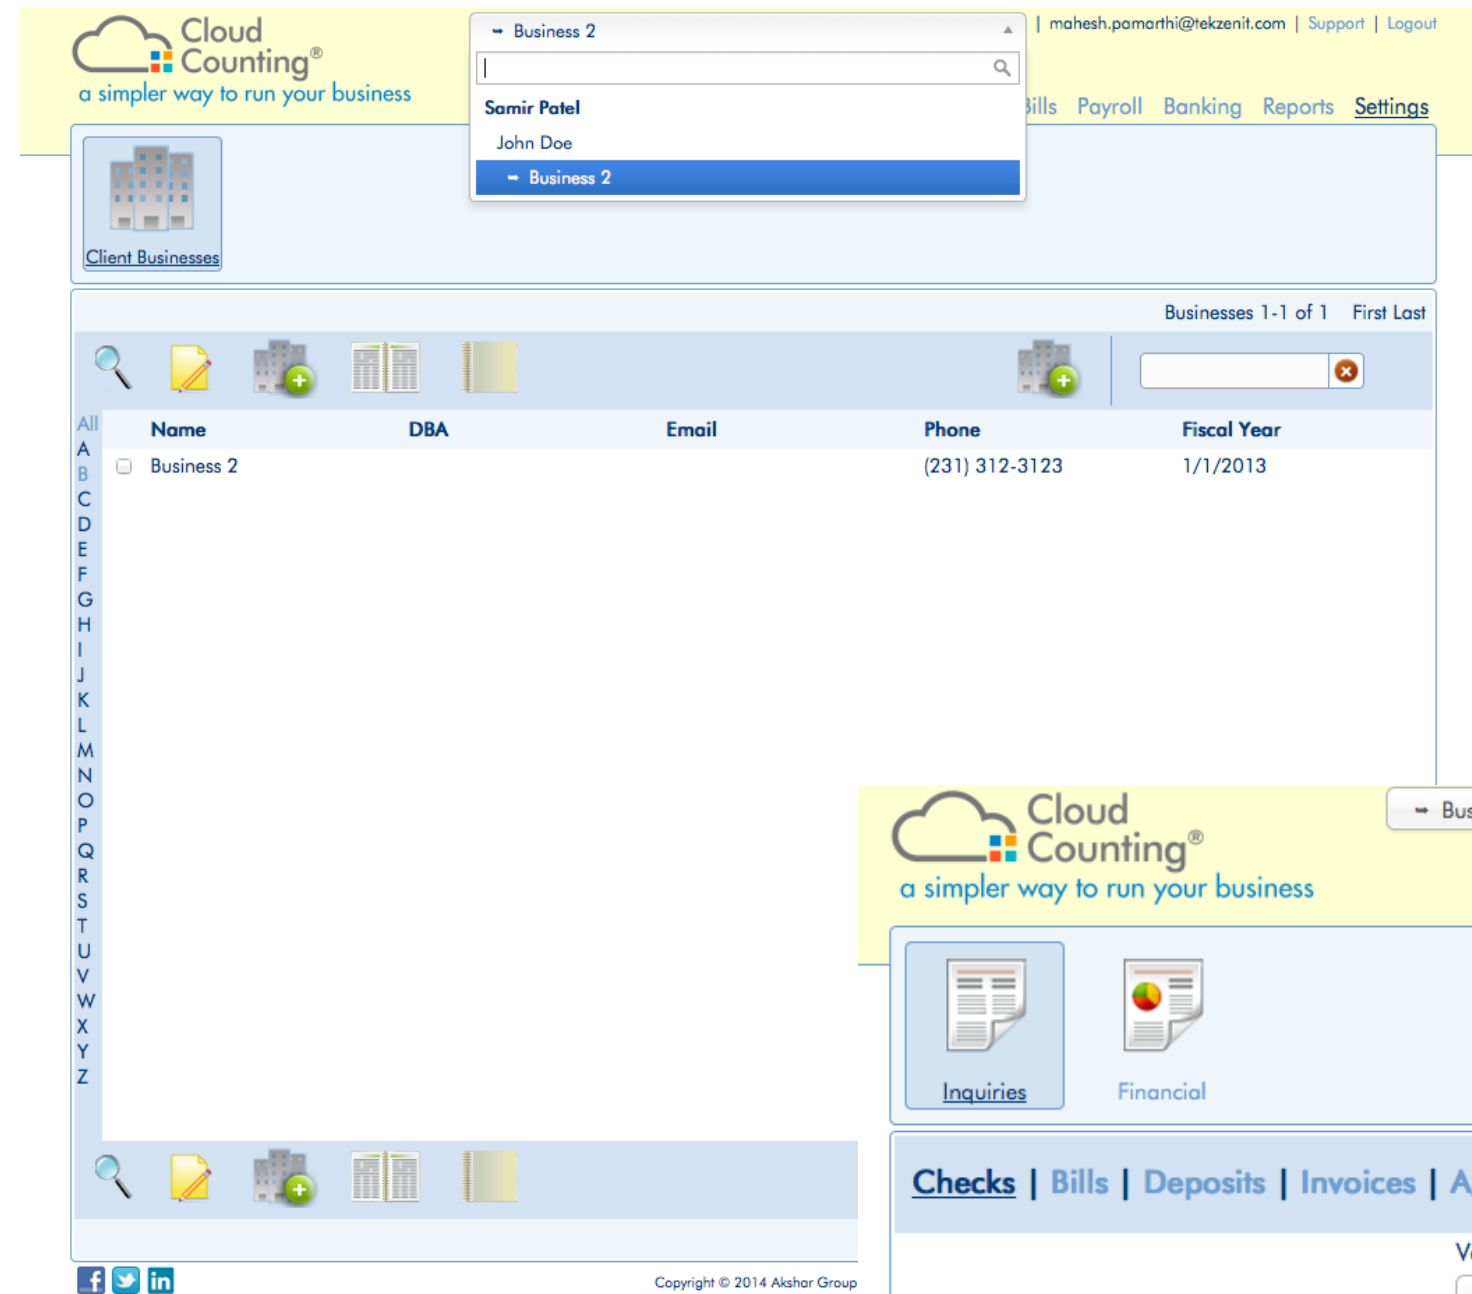 Cloud
Counting®
a simpler way to run your business
Business 2
| mahesh.pamarthi@tekzenit.com | Support | Logout
Samir Patel
John Doe
Business 2
Bills Payroll Banking Reports Settings
Client Businesses
Businesses 1-1 of 1 First Last
All
Name DBA Email Phone Fiscal Year
Business 2 (231) 312-3123 1/1/2013
A
B
C
D
E
F
G
H
I
J
K
L
M
N
O
P
Q
R
S
T
U
V
W
X
Y
Z
Copyright © 2014 Akshar Group
Cloud
Counting®
a simpler way to run your business
Inquiries Financial
Checks | Bills | Deposits | Invoices |